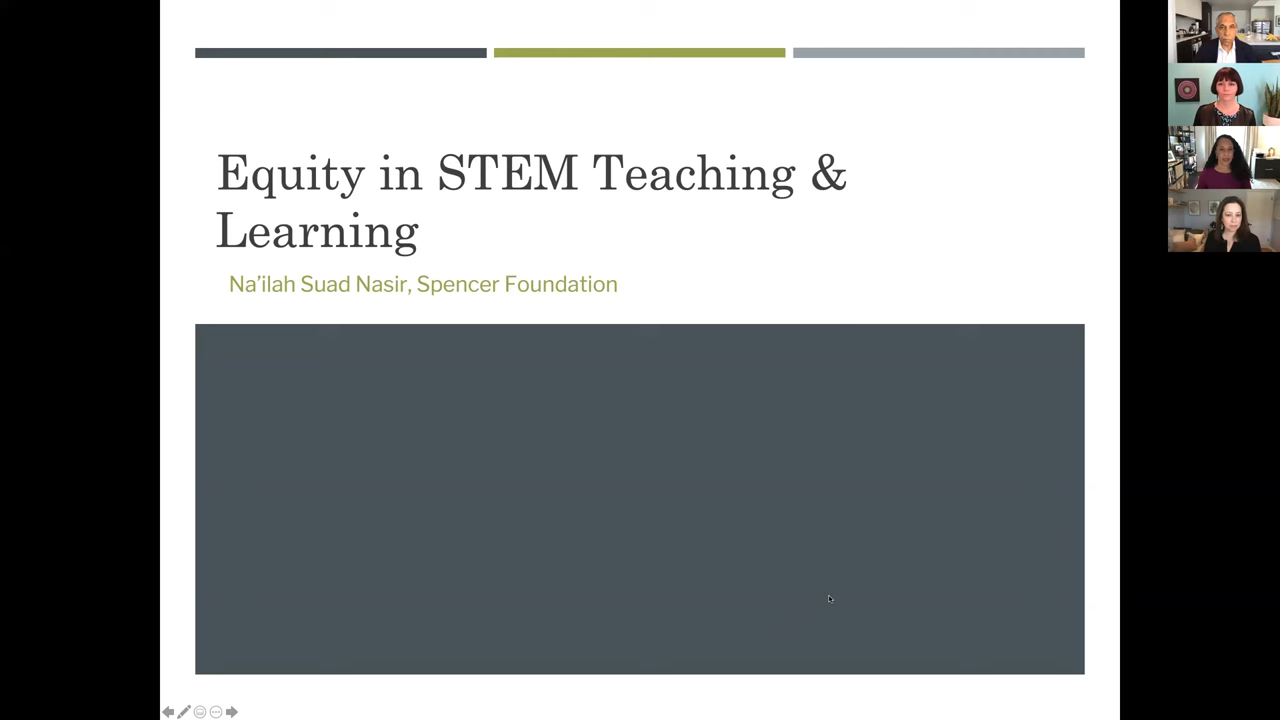 Equity in STEM Teaching &
Learning
Na’ilah Suad Nasir, Spencer Foundation